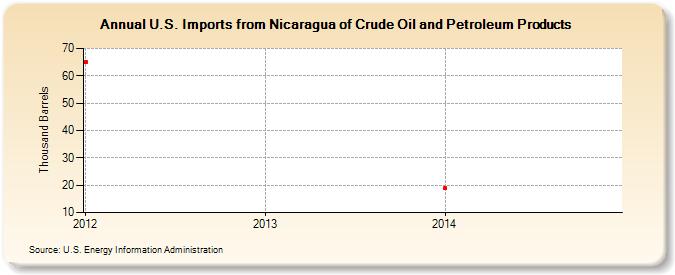 Annual U.S. Imports from Nicaragua of Crude Oil and Petroleum Products
Thousand Barrels
70
60
50
40
30
20
10
2012 2013 2014
Source: U.S. Energy Information Administration